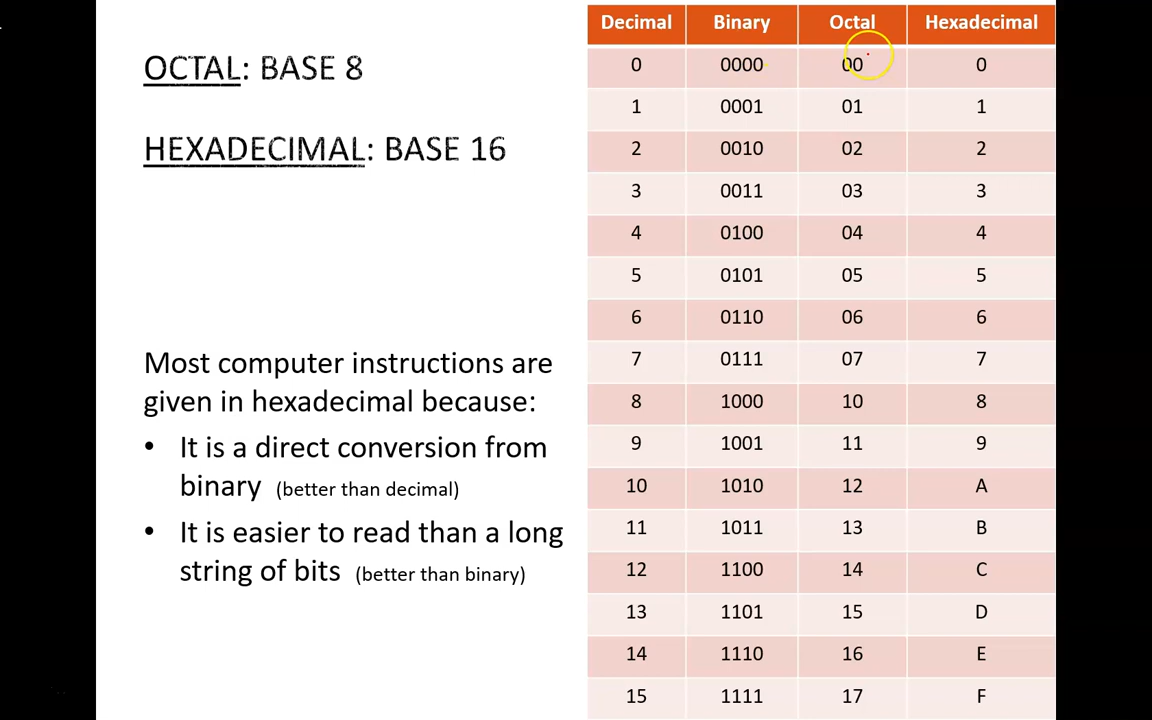 OCTAL: BASE 8
HEXADECIMAL: BASE 16
Most computer instructions are
given in hexadecimal because:
• It is a direct conversion from
binary (better than decimal)
• It is easier to read than a long
string of bits (better than binary)
Decimal Binary Octal Hexadecimal
0 0000 00 0
1 0001 01 1
2 0010 02 2
3 0011 03 3
4 0100 04 4
5 0101 05 5
6 0110 06 6
7 0111 07 7
8 1000 10 8
9 1001 11 9
10 1010 12 A
11 1011 13 B
12 1100 14 C
13 1101 15 D
14 1110 16 E
15 1111 17 F